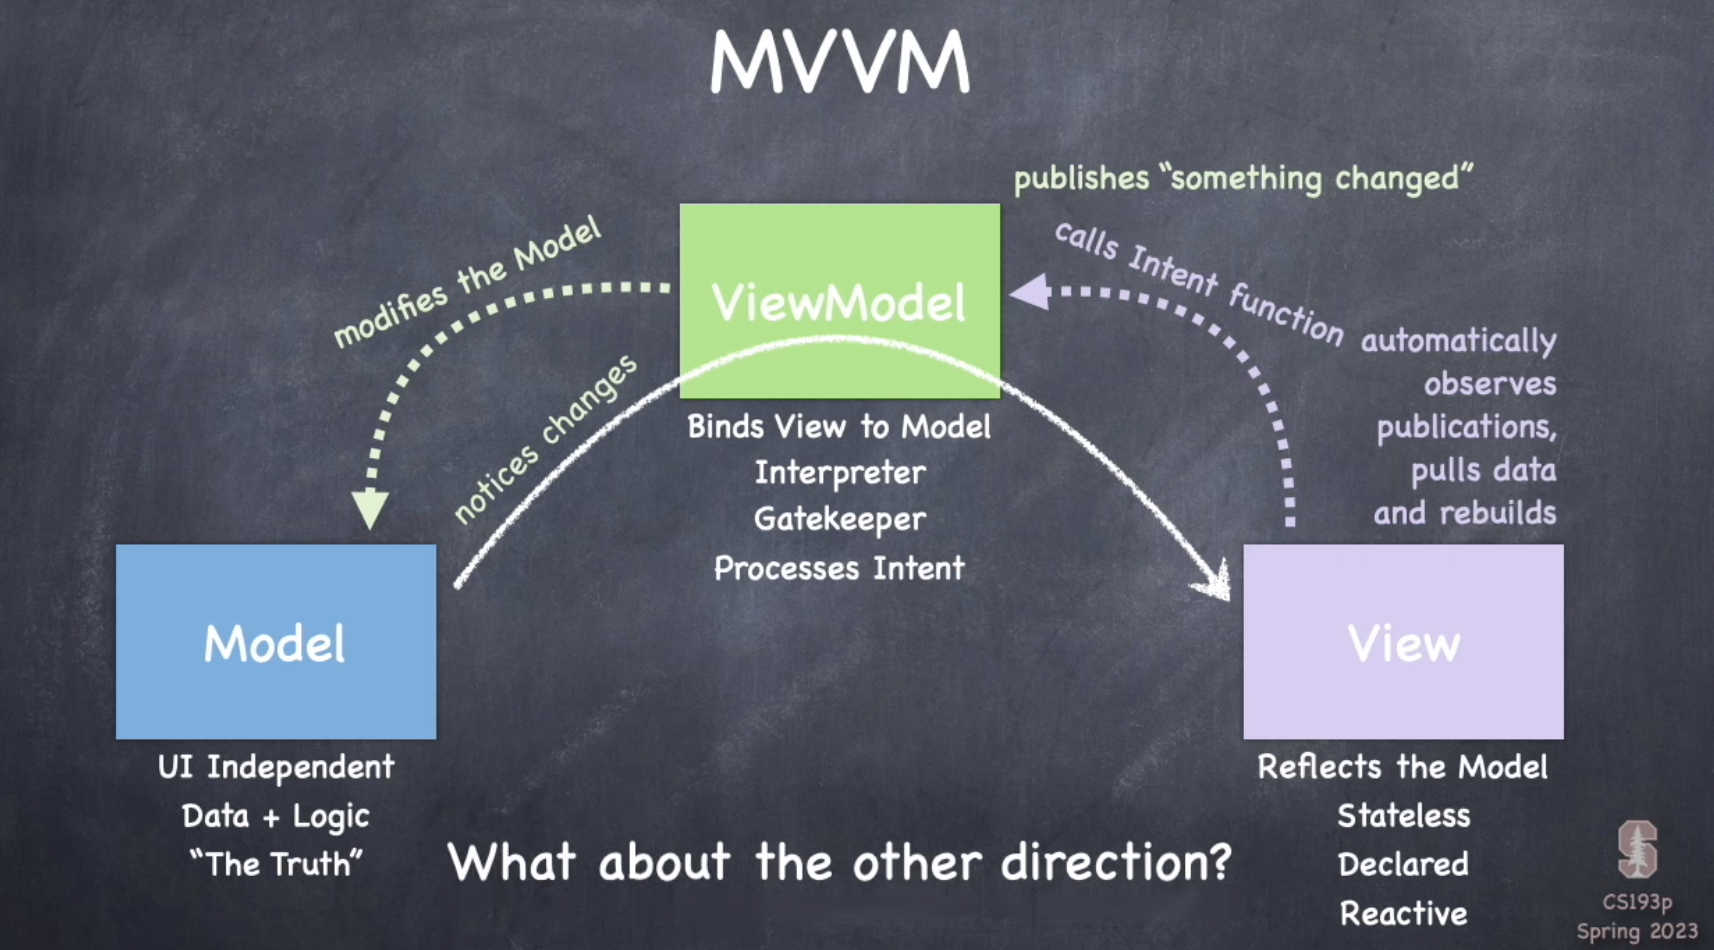 MVVM
publishes “something changed”
modifies the Model
calls Intent function
ViewModel
automatically
observes
publications,
pulls data
and rebuilds
notices changes
Binds View to Model
Interpreter
Gatekeeper
Processes Intent
Model
View
UI Independent
Data + Logic
“The Truth”
Reflects the Model
Stateless
Declared
Reactive
What about the other direction?
S
CS193p
Spring 2023